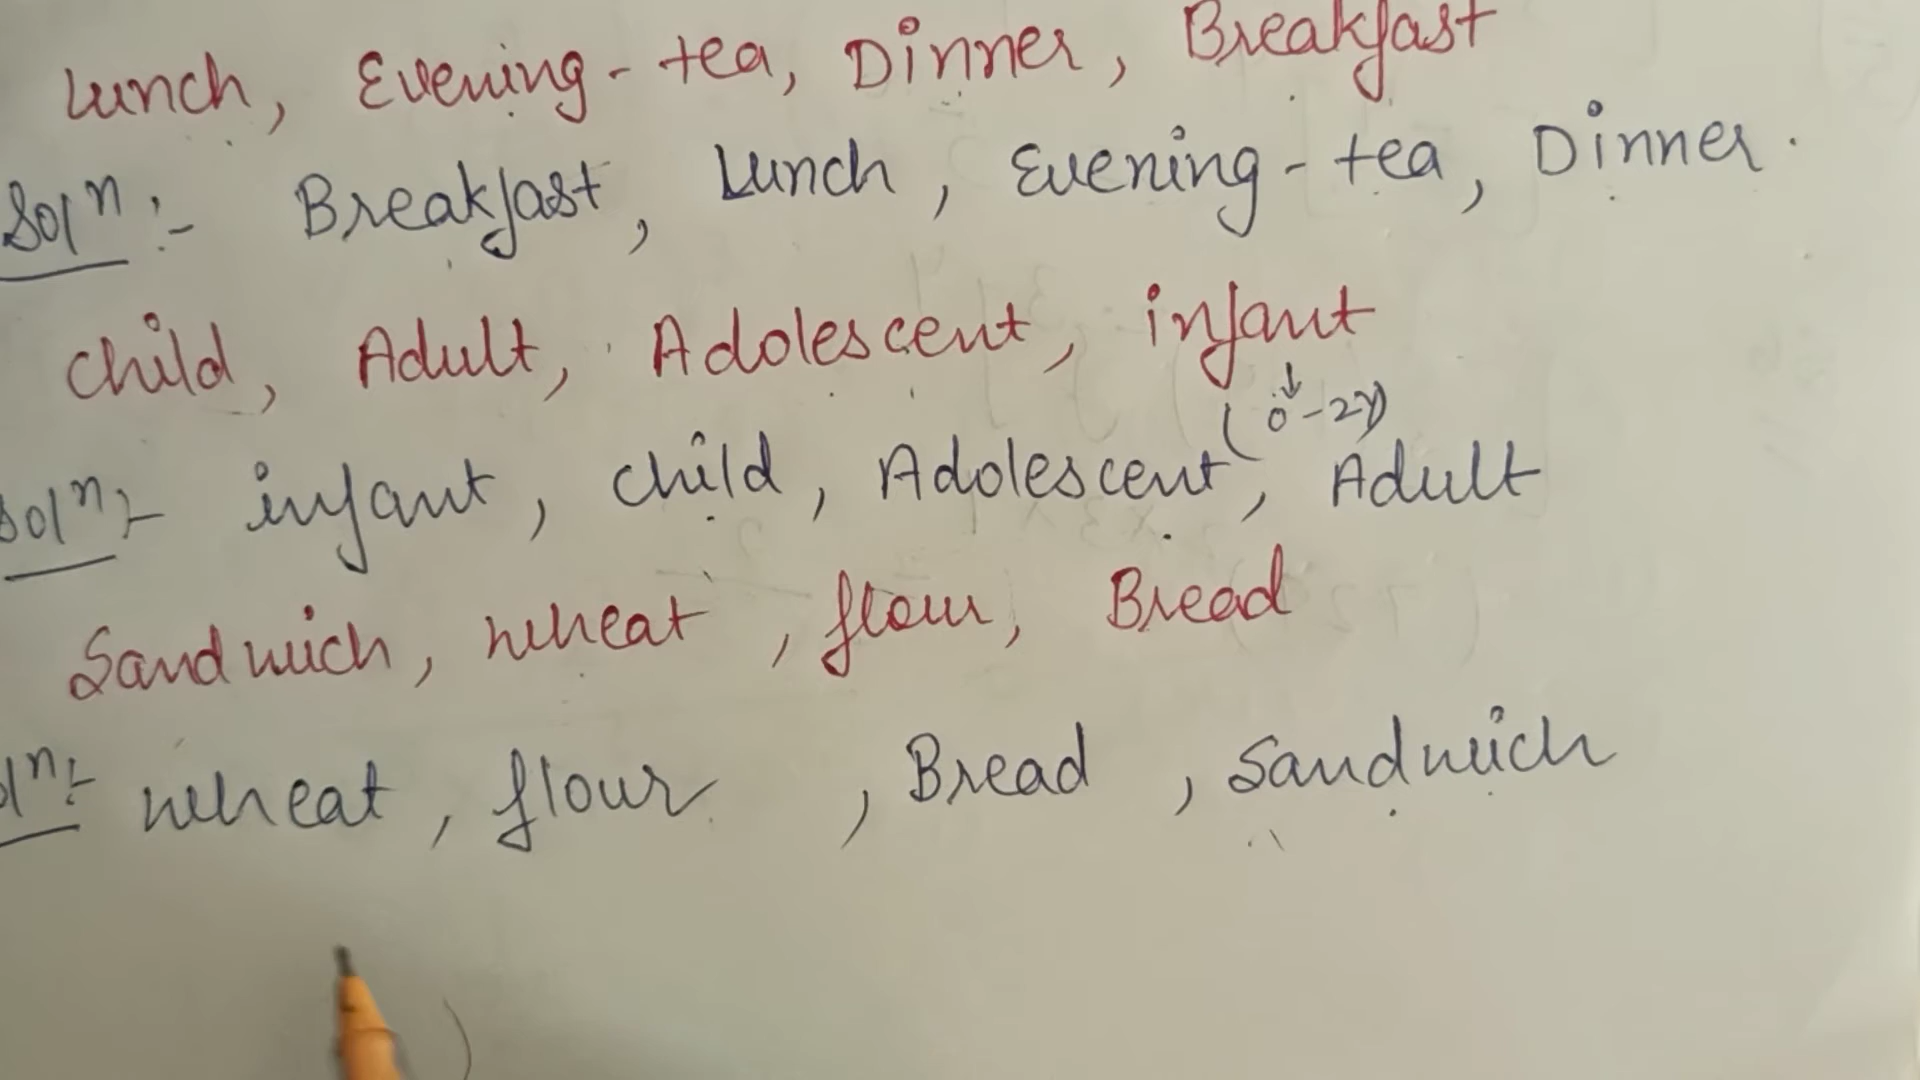 Lunch, Evening-tea, Dinner, Breakfast
Solⁿ:- Breakfast, Lunch, Evening-tea, Dinner.
child, Adult, Adolescent, infant
(0-2y)
Solⁿ:- infant, child, Adolescent, Adult
Sandwich, wheat, flour, Bread
lⁿ:- wheat, flour, Bread, Sandwich